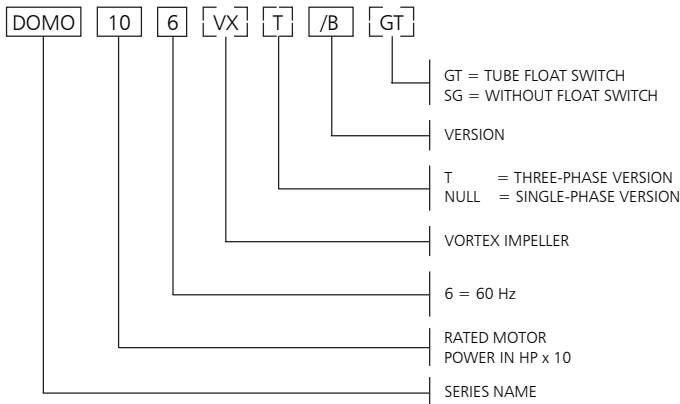 DOMO 10 6 VX T /B GT
GT = TUBE FLOAT SWITCH
SG = WITHOUT FLOAT SWITCH
VERSION
T = THREE-PHASE VERSION
NULL = SINGLE-PHASE VERSION
VORTEX IMPELLER
6 = 60 Hz
RATED MOTOR
POWER IN HP x 10
SERIES NAME